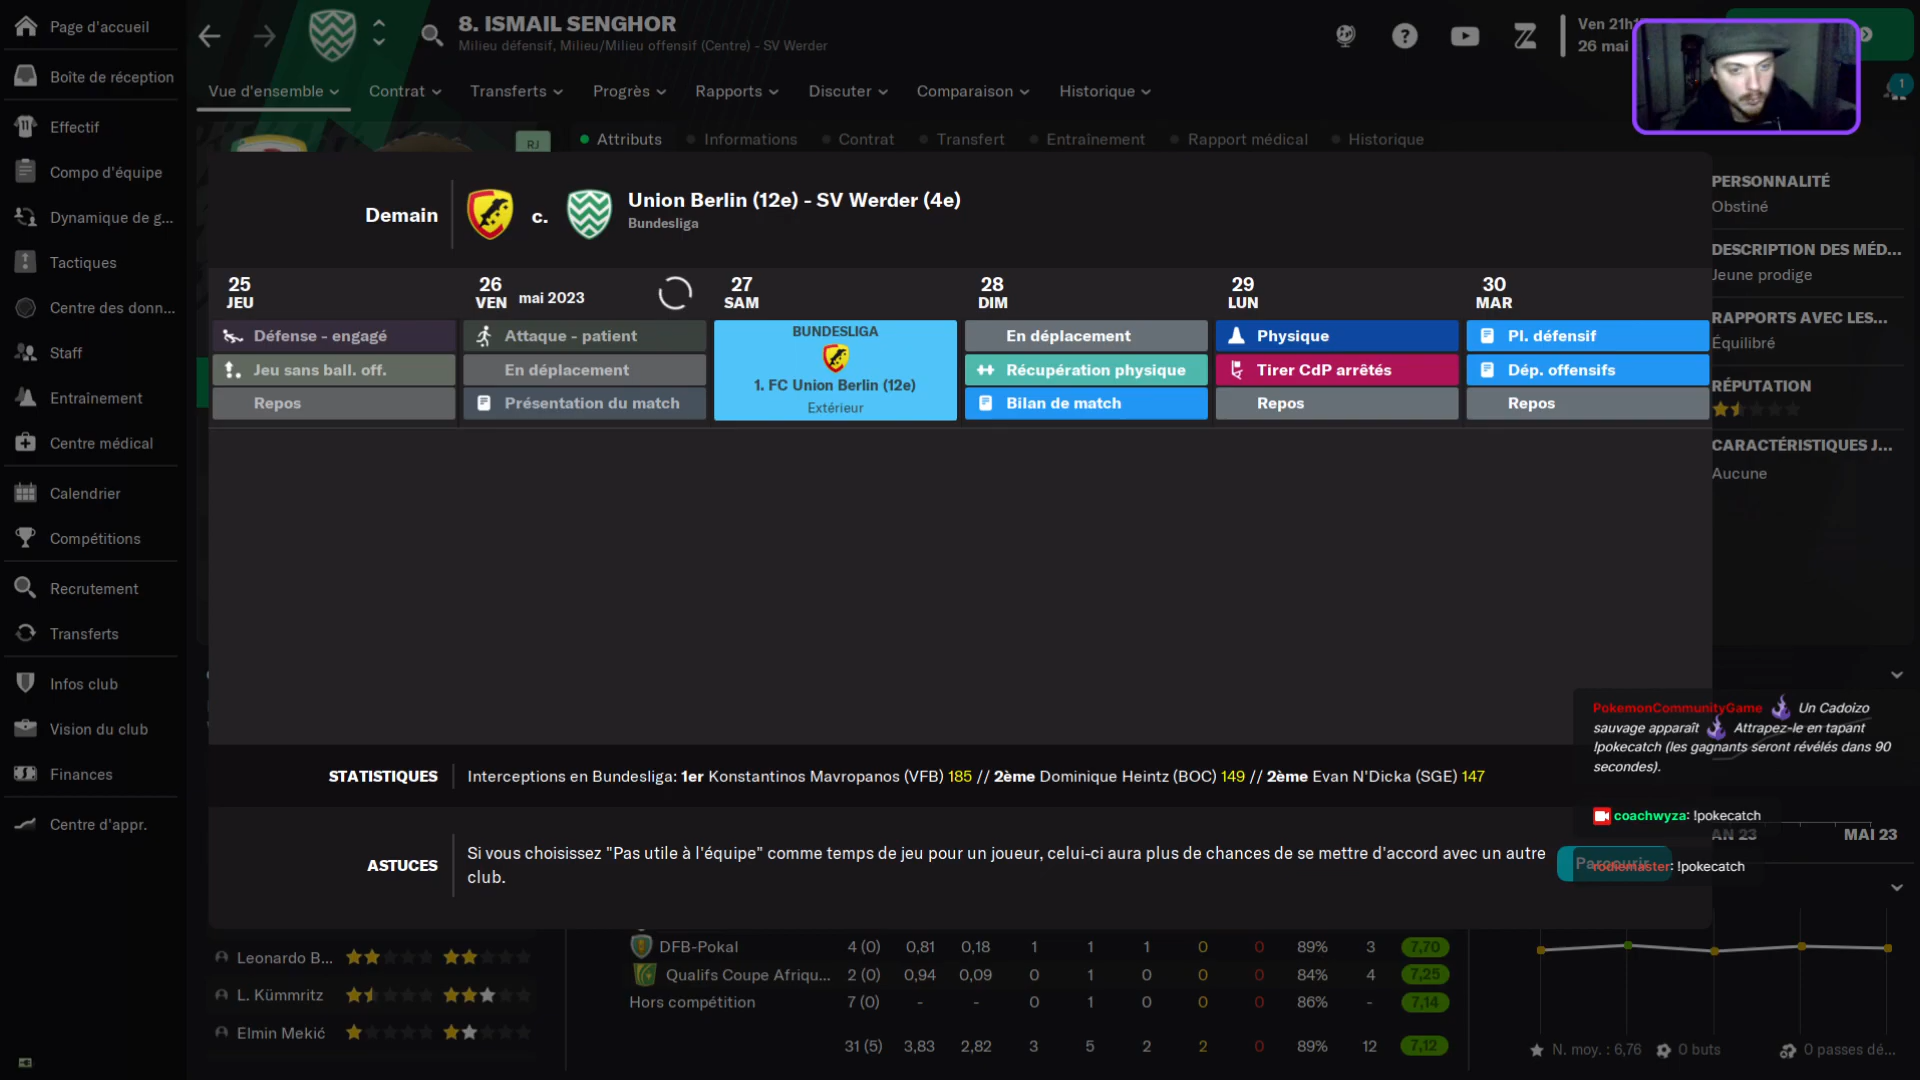 Page d'accueil
Boîte de réception
Effectif
Compo d'équipe
Dynamique de g...
Tactiques
Centre des donn...
Staff
Entraînement
Centre médical
Calendrier
Compétitions
Recrutement
Transferts
Infos club
Vision du club
Finances
Centre d'appr.
8. ISMAIL SENGHOR
Milieu défensif, Milieu/Milieu offensif (Centre) - SV Werder
Ven 21h
26 mai
1
Vue d'ensemble
Contrat
Transferts
Progrès
Rapports
Discuter
Comparaison
Historique
RJ
Attributs
Informations
Contrat
Transfert
Entraînement
Rapport médical
Historique
Demain
c.
Union Berlin (12e) - SV Werder (4e)
Bundesliga
25
JEU
26
VEN mai 2023
27
SAM
28
DIM
29
LUN
30
MAR
Défense - engagé
Jeu sans ball. off.
Repos
Attaque - patient
En déplacement
Présentation du match
BUNDESLIGA
1. FC Union Berlin (12e)
Extérieur
En déplacement
Récupération physique
Bilan de match
Physique
Tirer CdP arrêtés
Repos
Pl. défensif
Dép. offensifs
Repos
PERSONNALITÉ
Obstiné
DESCRIPTION DES MÉD...
Jeune prodige
RAPPORTS AVEC LES...
Équilibré
RÉPUTATION
CARACTÉRISTIQUES J...
Aucune
STATISTIQUES
Interceptions en Bundesliga: 1er Konstantinos Mavropanos (VFB) 185 // 2ème Dominique Heintz (BOC) 149 // 2ème Evan N'Dicka (SGE) 147
ASTUCES
Si vous choisissez "Pas utile à l'équipe" comme temps de jeu pour un joueur, celui-ci aura plus de chances de se mettre d'accord avec un autre
club.
PokemonCommunityGame Un Cadoizo
sauvage apparaît Attrapez-le en tapant
!pokecatch (les gagnants seront révélés dans 90
secondes).
coachwyza: !pokecatch
AN 23
MAI 23
Parcourir
rodiemaster: !pokecatch
Leonardo B...
L. Kümmritz
Elmin Mekić
DFB-Pokal 4 (0) 0,81 0,18 1 1 1 0 0 89% 3 7,70
Qualifs Coupe Afriqu... 2 (0) 0,94 0,09 0 1 0 0 0 84% 4 7,25
Hors compétition 7 (0) - - 0 1 0 0 0 86% - 7,14
31 (5) 3,83 2,82 3 5 2 2 0 89% 12 7,12
N. moy. : 6,76
0 buts
0 passes dé...